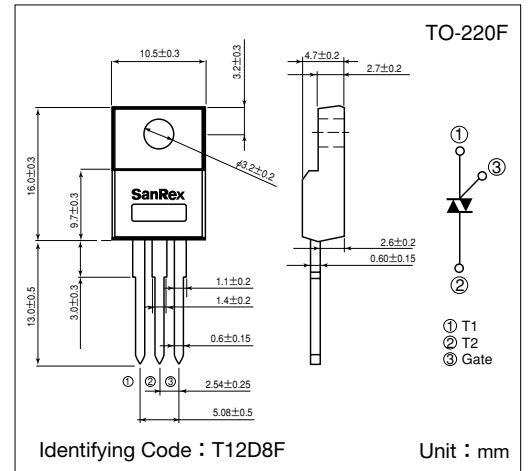 TO-220F
10.5±0.3
4.7±0.2
3.2±0.3
2.7±0.2
①
③
φ3.2±0.2
16.0±0.3
SanRex
9.7±0.3
②
2.6±0.2
0.60±0.15
1.1±0.2
1.4±0.2
13.0±0.5
3.0±0.3
① T1
② T2
③ Gate
0.6±0.15
① ② ③
2.54±0.25
5.08±0.5
Identifying Code：T12D8F
Unit：mm